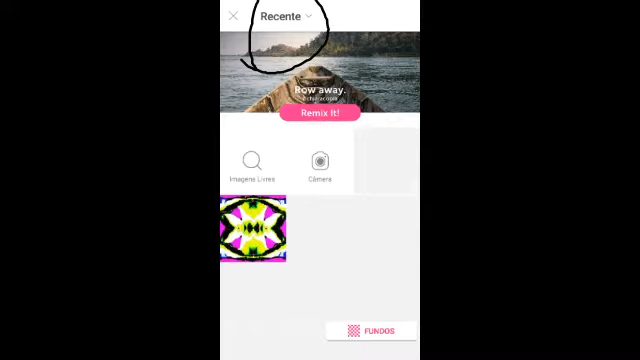 Recente
Row away.
Remix It!
Imagens Livres
Câmera
FUNDOS